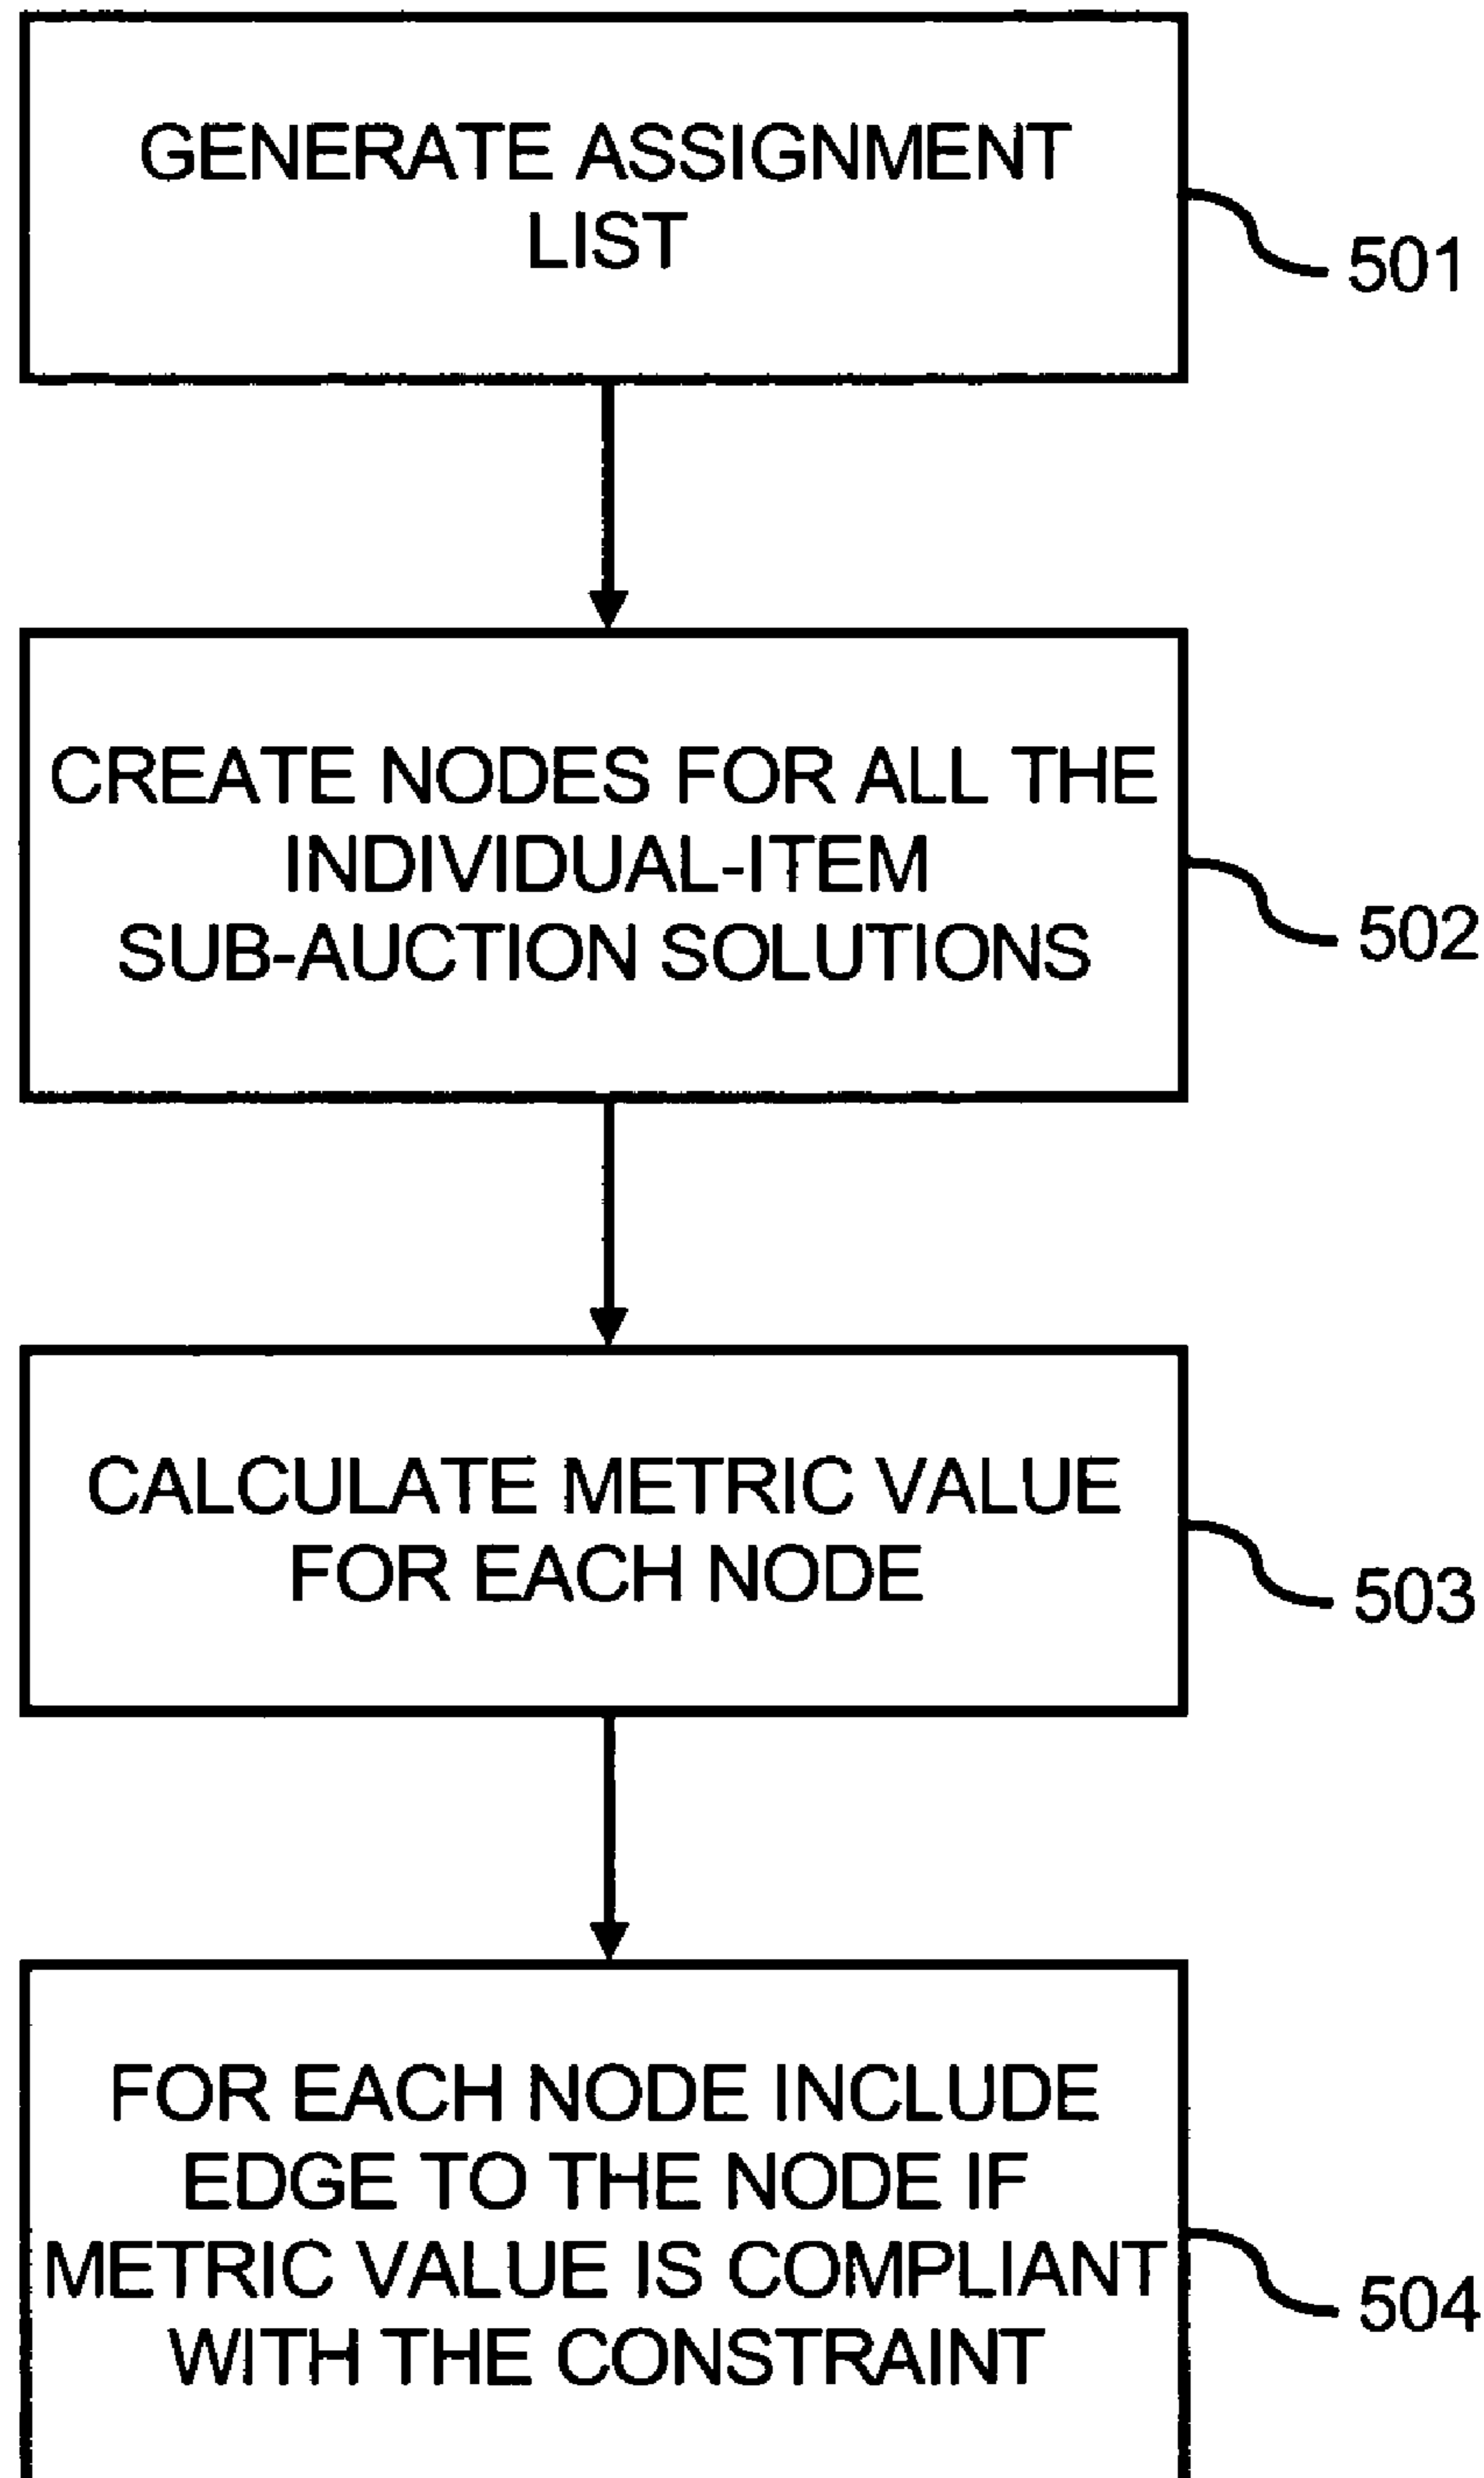 GENERATE ASSIGNMENT
LIST
501
CREATE NODES FOR ALL THE
INDIVIDUAL-ITEM
SUB-AUCTION SOLUTIONS
502
CALCULATE METRIC VALUE
FOR EACH NODE
503
FOR EACH NODE INCLUDE
EDGE TO THE NODE IF
METRIC VALUE IS COMPLIANT
WITH THE CONSTRAINT
504